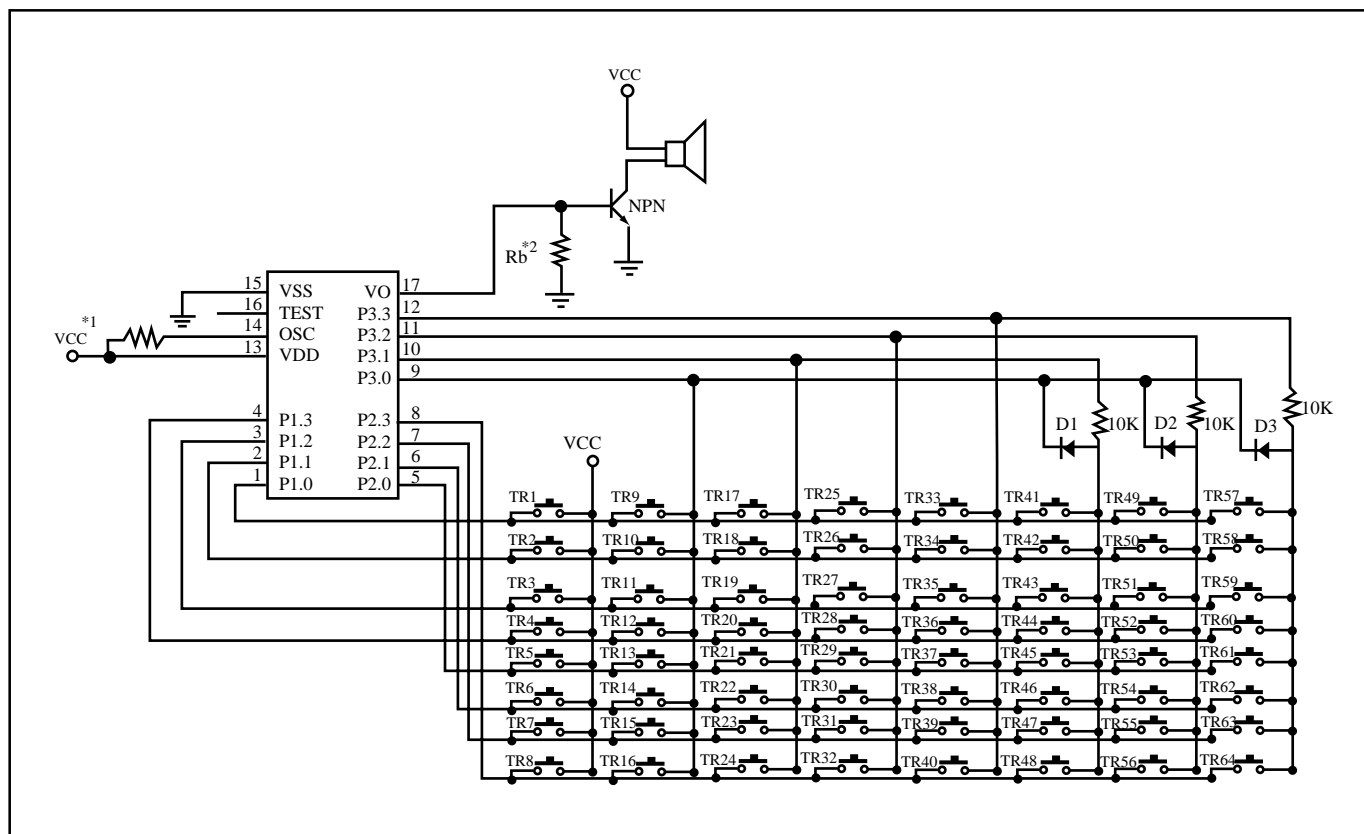 VCC
NPN
Rb*2
15 VSS VO 17
16 TEST P3.3 12
VCC *1 14 OSC P3.2 11
13 VDD P3.1 10
P3.0 9
4 P1.3 P2.3 8
3 P1.2 P2.2 7
2 P1.1 P2.1 6
1 P1.0 P2.0 5
D1 10K D2 10K D3 10K
VCC
TR1 TR9 TR17 TR25 TR33 TR41 TR49 TR57
TR2 TR10 TR18 TR26 TR34 TR42 TR50 TR58
TR3 TR11 TR19 TR27 TR35 TR43 TR51 TR59
TR4 TR12 TR20 TR28 TR36 TR44 TR52 TR60
TR5 TR13 TR21 TR29 TR37 TR45 TR53 TR61
TR6 TR14 TR22 TR30 TR38 TR46 TR54 TR62
TR7 TR15 TR23 TR31 TR39 TR47 TR55 TR63
TR8 TR16 TR24 TR32 TR40 TR48 TR56 TR64